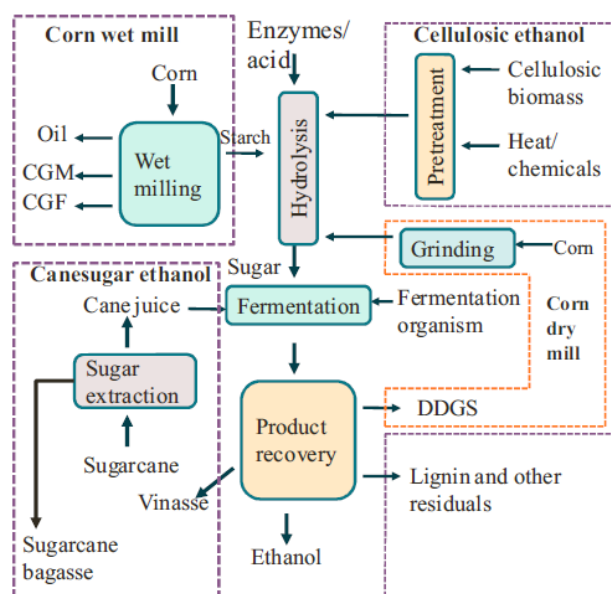 Corn wet mill
Corn
Oil
CGM
CGF
Wet
milling
Starch
Enzymes/
acid
Hydrolysis
Cellosic ethanol
Pretreatment
Cellulosic
biomass
Heat/
chemicals
Grinding
Corn
Corn
dry
mill
Sugar
Fermentation
Fermentation
organism
Canesugar ethanol
Cane juice
Sugar
extraction
Sugarcane
Sugarcane
bagasse
Vinasse
Product
recovery
DDGS
Lignin and other
residuals
Ethanol